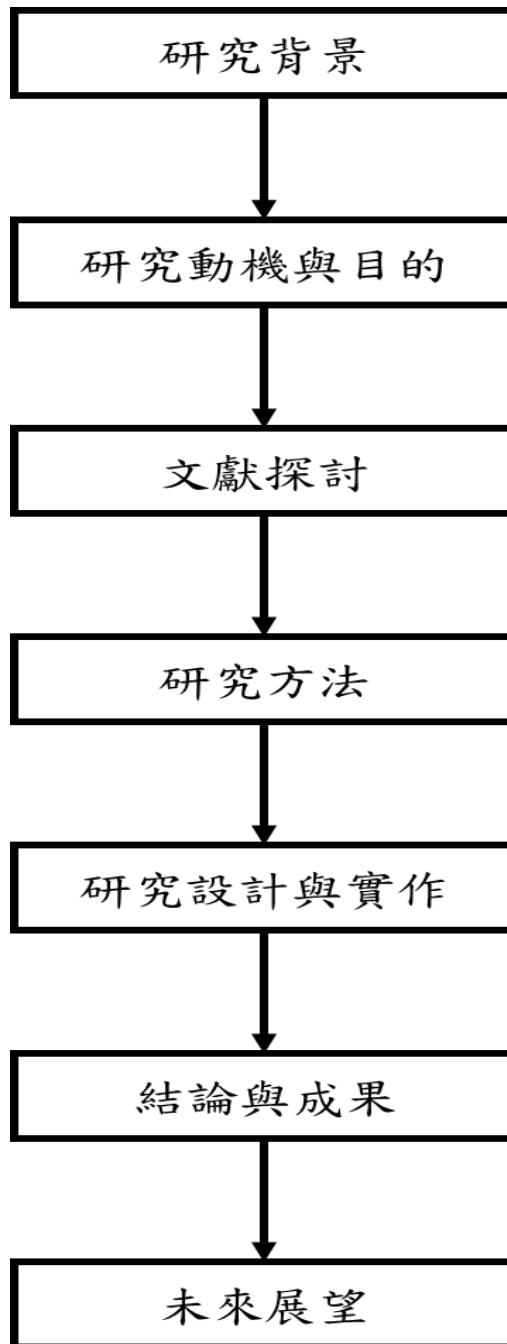 研究背景
研究動機與目的
文獻探討
研究方法
研究設計與實作
結論與成果
未來展望